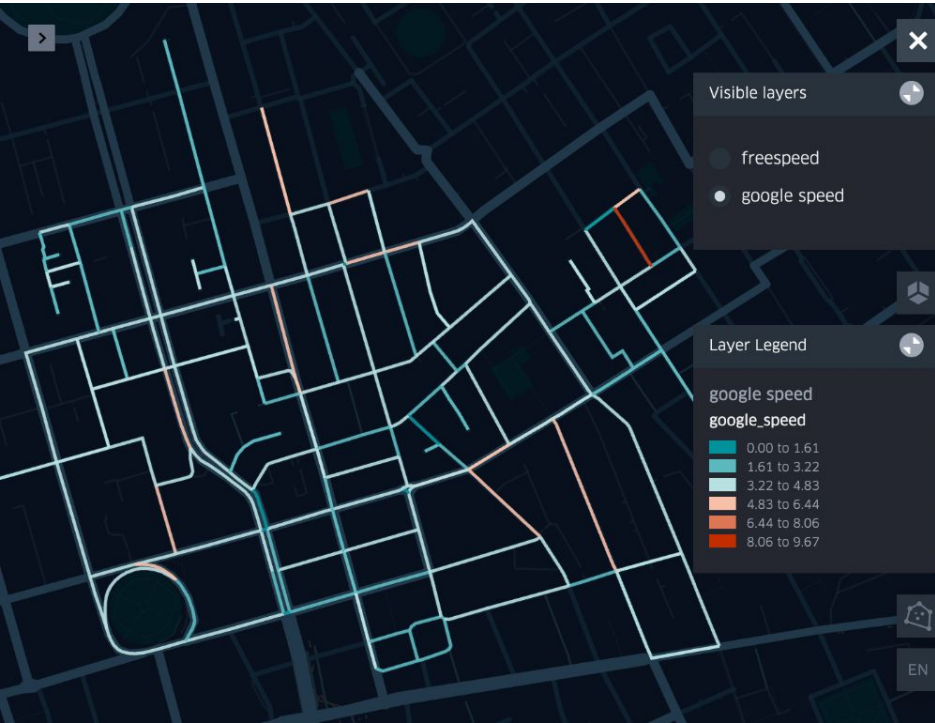 Visible layers
freespeed
google speed
Layer Legend
google speed
google_speed
0.00 to 1.61
1.61 to 3.22
3.22 to 4.83
4.83 to 6.44
6.44 to 8.06
8.06 to 9.67
EN